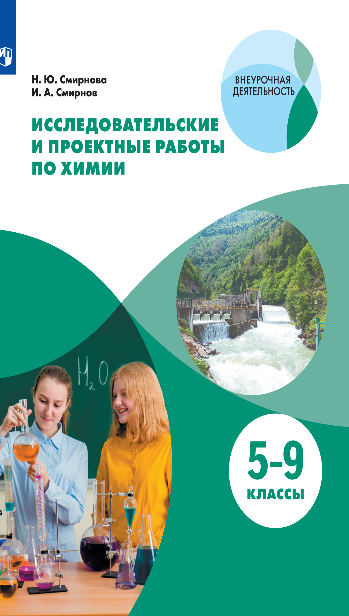 Н. Ю. Смирнова
И. А. Смирнов
ВНЕУРОЧНАЯ
ДЕЯТЕЛЬНОСТЬ
ИССЛЕДОВАТЕЛЬСКИЕ
И ПРОЕКТНЫЕ РАБОТЫ
ПО ХИМИИ
H₂O
5-9
КЛАССЫ